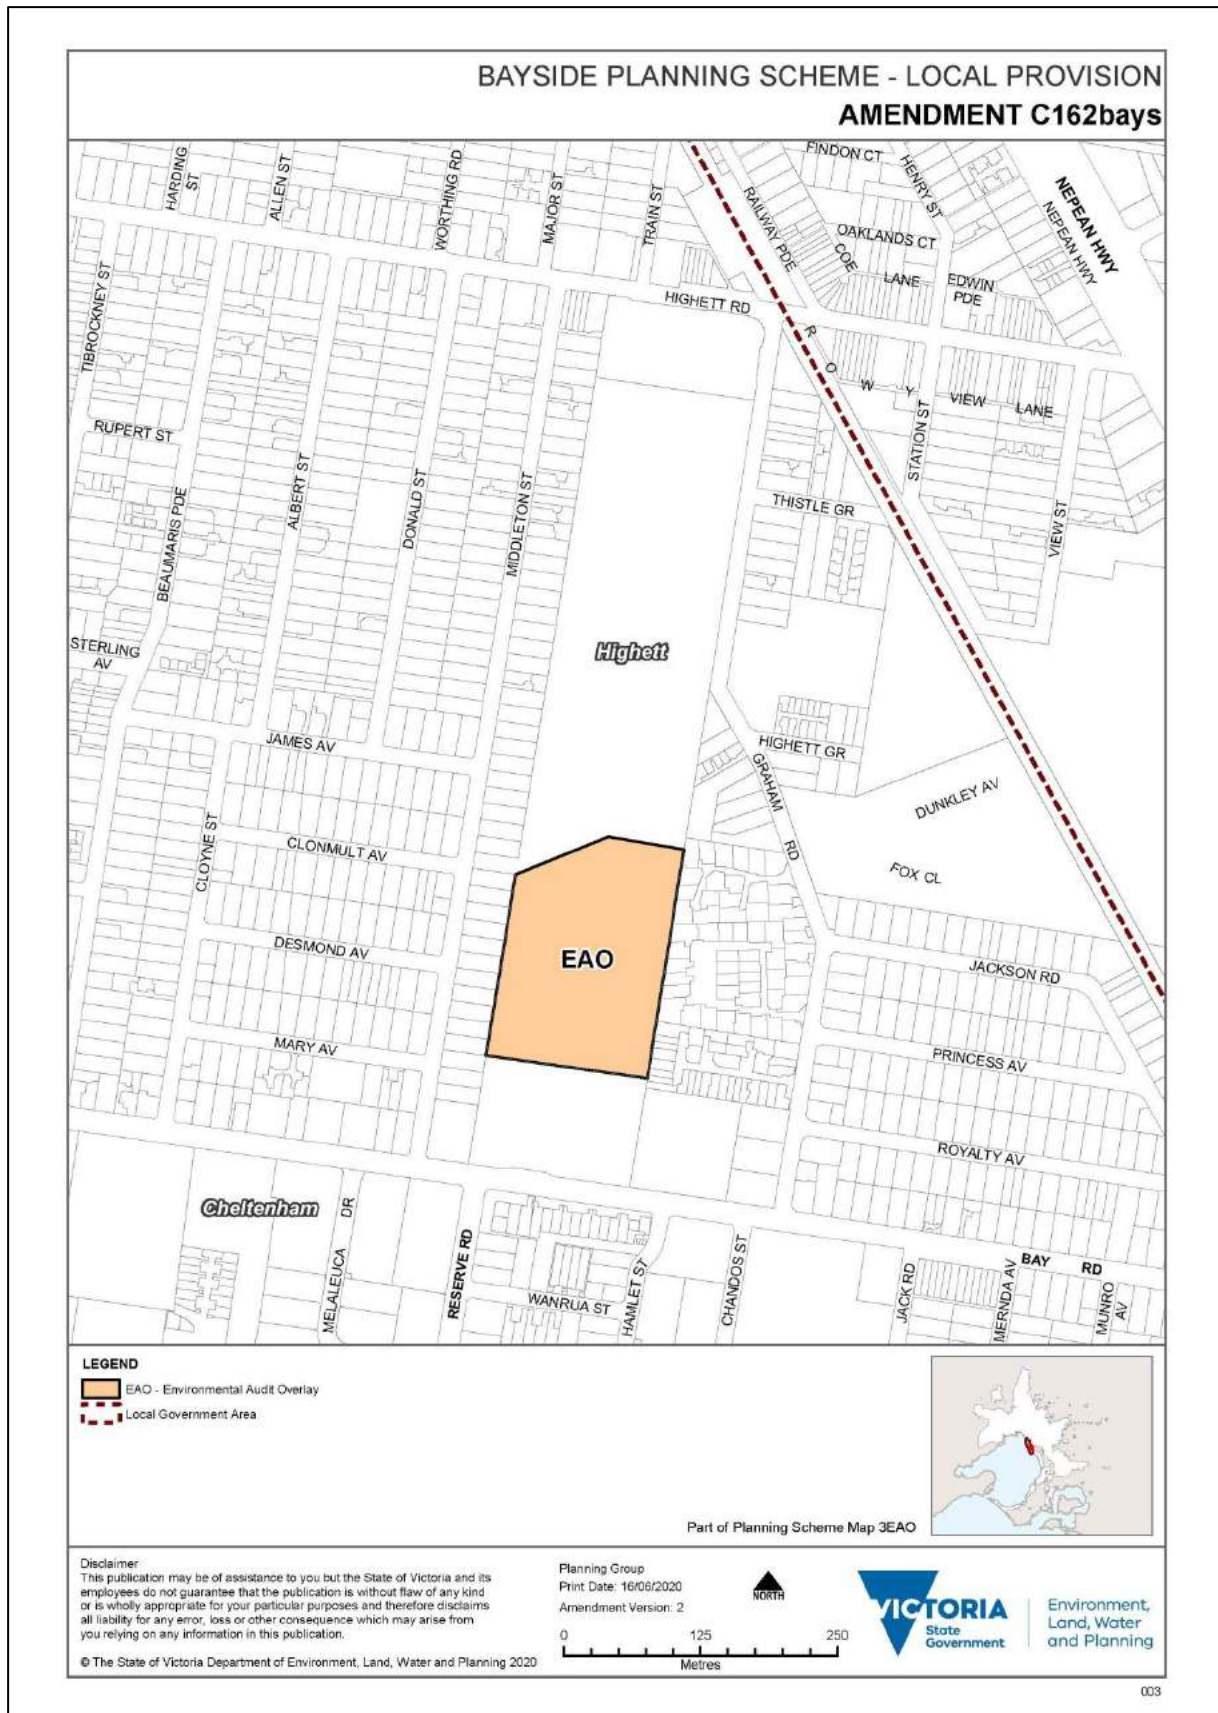 BAYSIDE PLANNING SCHEME - LOCAL PROVISION
AMENDMENT C162bays
HARDING
ST
ALLEN ST
WORTHING RD
MAJOR ST
TRAIN ST
FINDON CT
HENRY ST
NEPEAN HWY
NEPEAN HWY
RAILWAY PDE
OAKLANDS CT
COE
LANE
EDWIN
PDE
TIBROCKNEY ST
HIGHETT RD
R O W Y
VIEW LANE
STATION ST
RUPERT ST
BEAUMARIS PDE
ALBERT ST
DONALD ST
MIDDLETON ST
THISTLE GR
VIEW ST
STERLING
AV
Highett
JAMES AV
HIGHETT GR
GRAHAM
RD
DUNKLEY AV
CLOYNE ST
CLONMULT AV
FOX CL
DESMOND AV
EAO
JACKSON RD
MARY AV
PRINCESS AV
ROYALTY AV
Cheltenham
MELALEUCA DR
RESERVE RD
WANRUA ST
HAMLET ST
CHANDOS ST
JACK RD
MERNDA AV
BAY RD
MUNRO
AV
LEGEND
EAO - Environmental Audit Overlay
Local Government Area
Part of Planning Scheme Map 3EAO
Disclaimer
This publication may be of assistance to you but the State of Victoria and its
employees do not guarantee that the publication is without flaw of any kind
or is wholly appropriate for your particular purposes and therefore disclaims
all liability for any error, loss or other consequence which may arise from
you relying on any information in this publication.
© The State of Victoria Department of Environment, Land, Water and Planning 2020
Planning Group
Print Date: 16/06/2020
Amendment Version: 2
0 125 250
Metres
NORTH
VICTORIA
State
Government
Environment,
Land, Water
and Planning
003